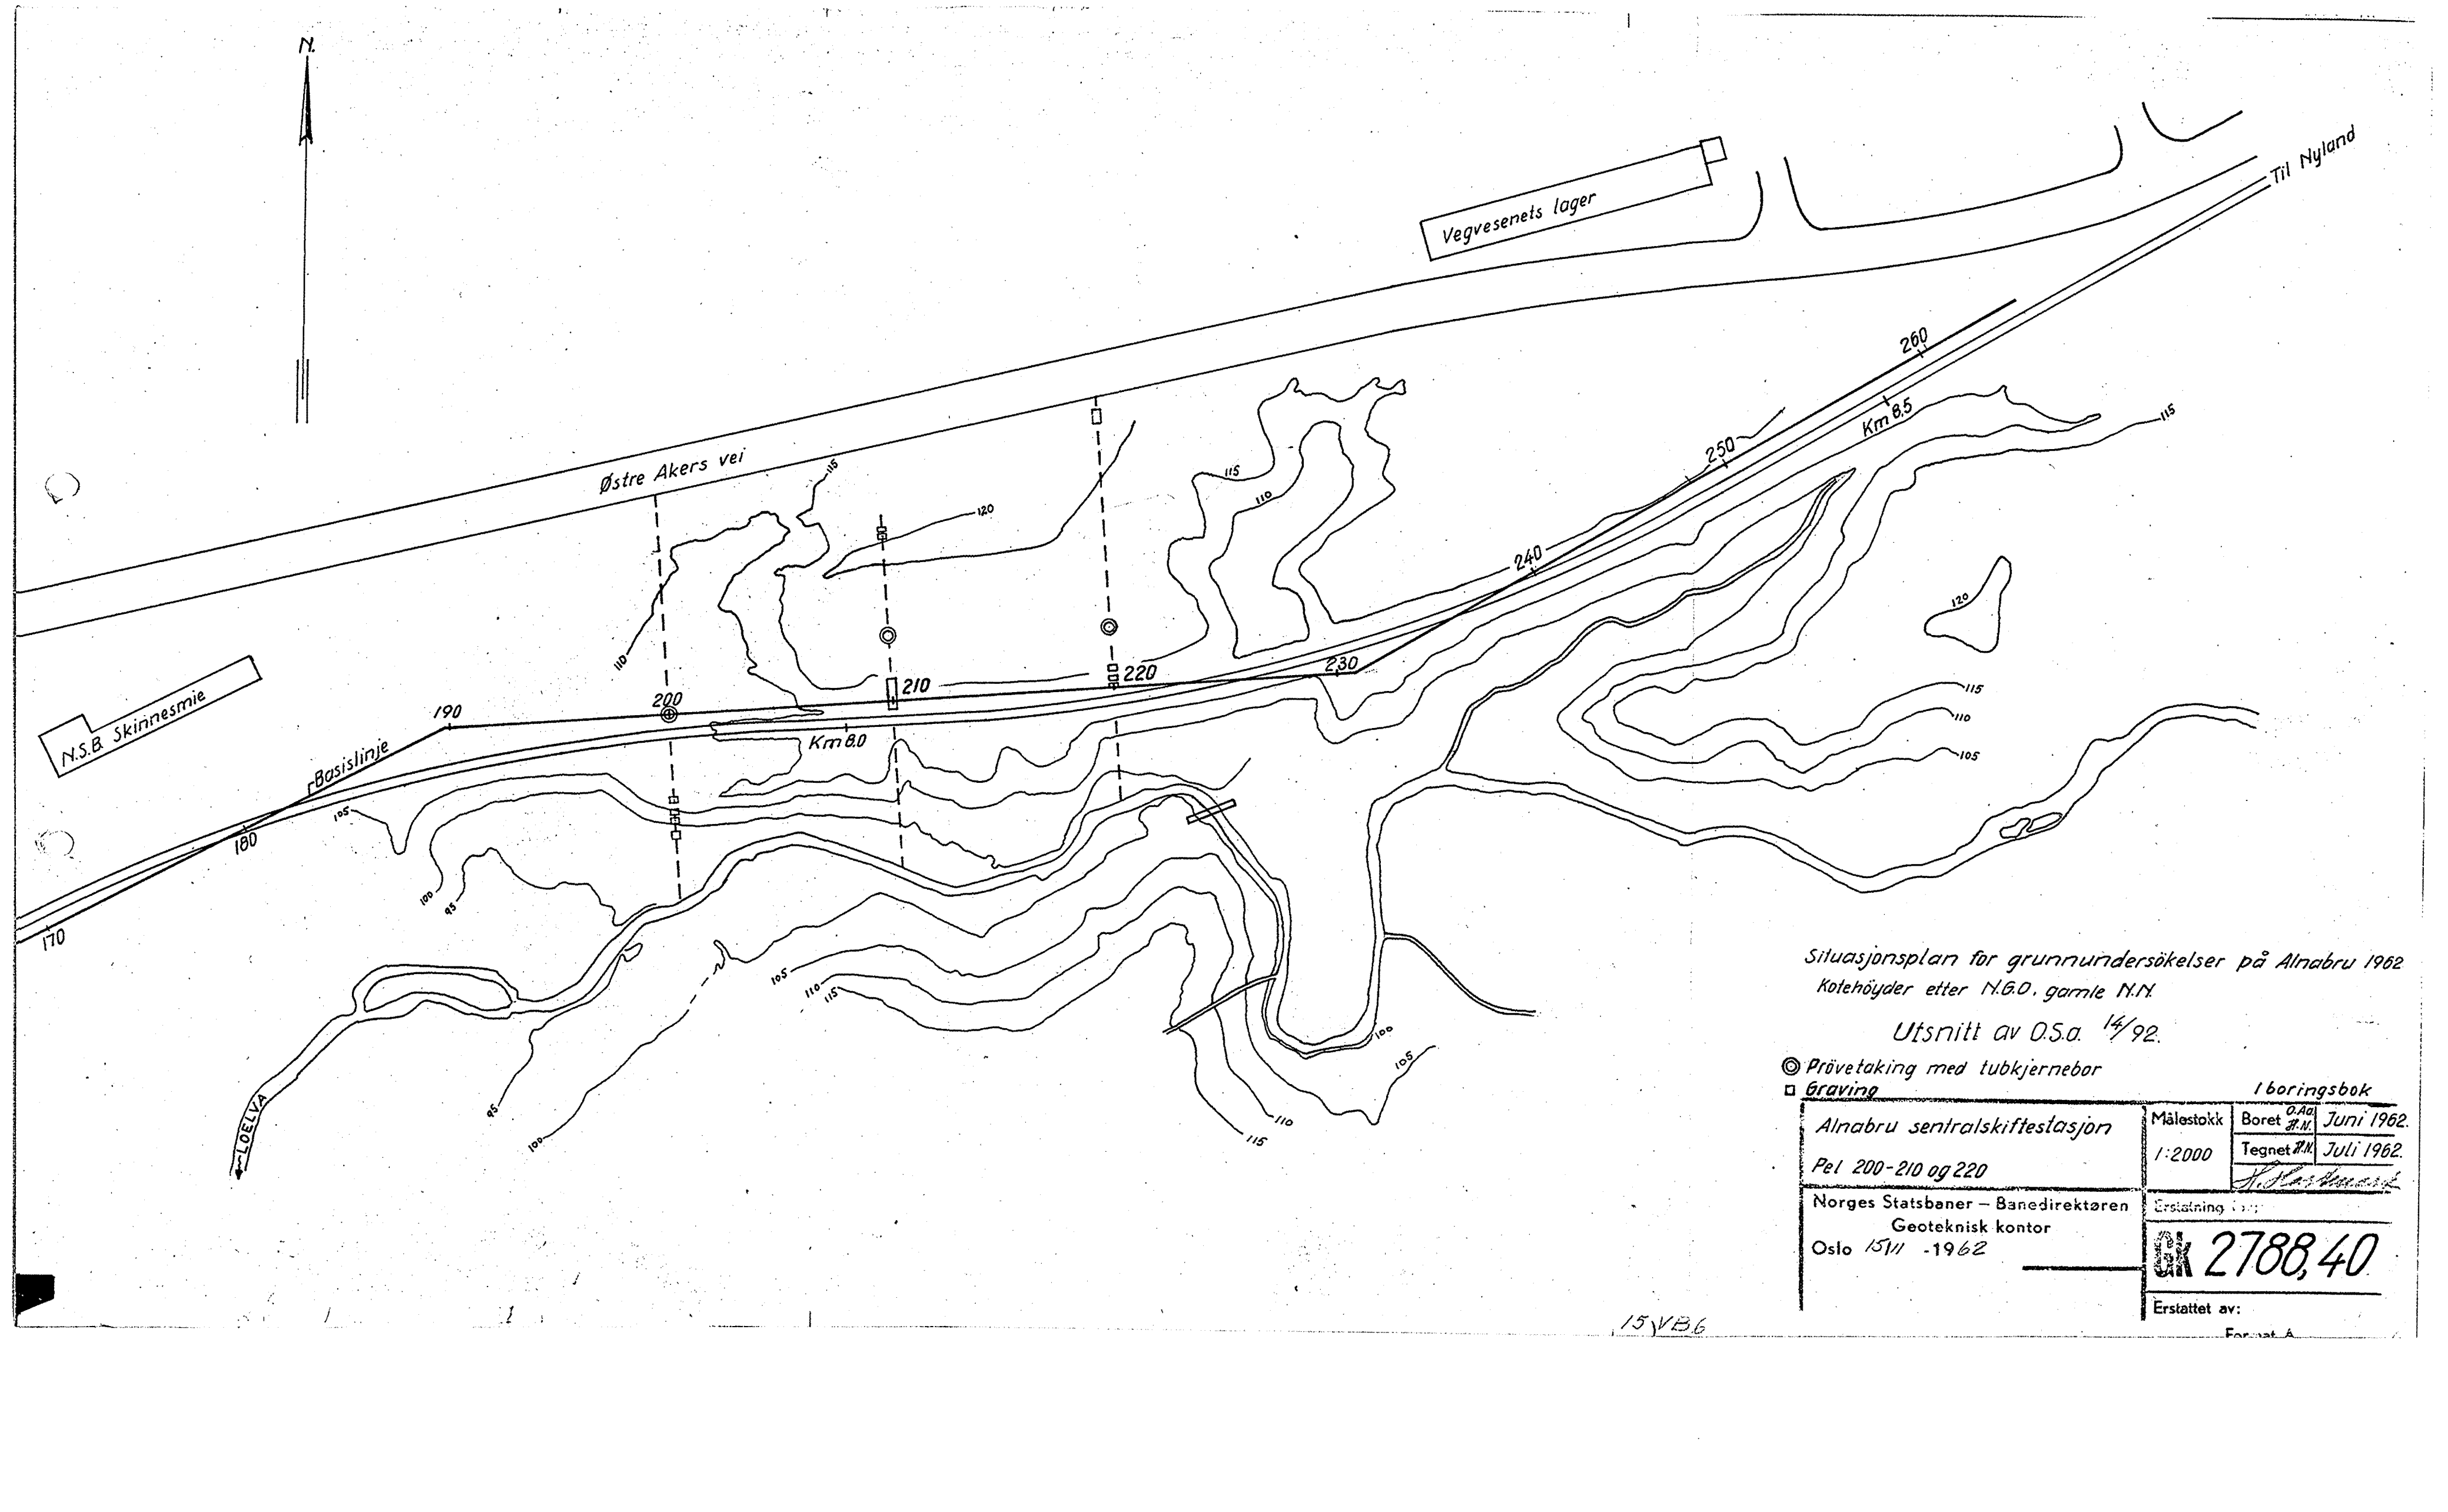 N.
Til Nyland
Vegvesenets lager
260
Km 8.5
115
250
Østre Akers vei
115
115
110
120
240
120
110
230
220
210
200
190
N.S.B. Skinnesmie
Km 8.0
Basislinje
115
110
105
105
180
100
95
170
105
110
115
100
105
95
100
110
115
LOELVA
Situasjonsplan for grunnundersökelser på Alnabru 1962
Kotehöyder etter N.G.O. gamle N.N.
Utsnitt av O.S.a. 14/92.
Prövetaking med tubkjernebor
Graving
1 boringsbok
Alnabru sentralskiftestasjon
Pel 200-210 og 220
Målestokk
1:2000
Boret O.Aa. H.N. Juni 1962.
Tegnet H.N. Juli 1962.
Norges Statsbaner – Banedirektøren
Geoteknisk kontor
Oslo -1962
Erstatning
Gk 2788,40
Erstattet av: